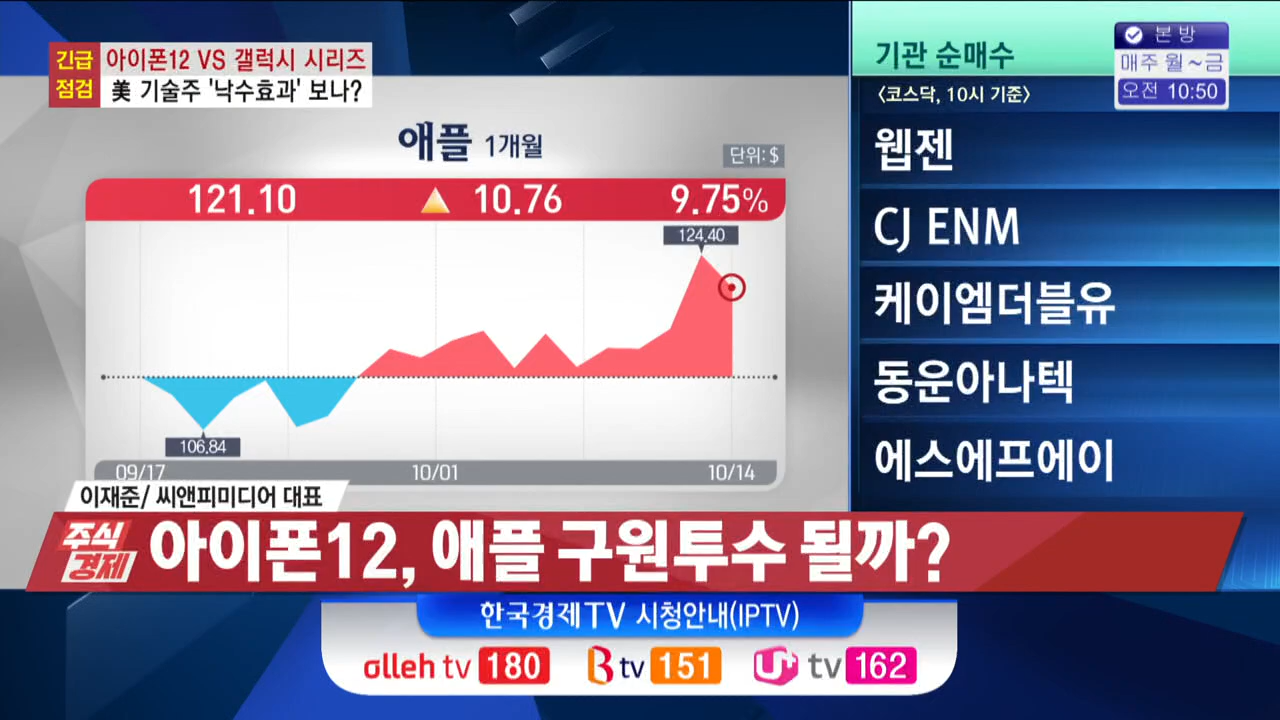 긴급
점검
아이폰12 VS 갤럭시 시리즈
美 기술주 '낙수효과' 보나?
애플 1개월
단위: $
121.10 ▲ 10.76 9.75%
124.40
106.84
09/17 10/01 10/14
기관 순매수
〈코스닥, 10시 기준〉
본 방
매주 월~금
오전 10:50
웹젠
CJ ENM
케이엠더블유
동운아나텍
에스에프에이
이재준/ 씨앤피미디어 대표
주식
경제
아이폰12, 애플 구원투수 될까?
한국경제TV 시청안내(IPTV)
alleh tv 180 B tv 151 U+ tv 162